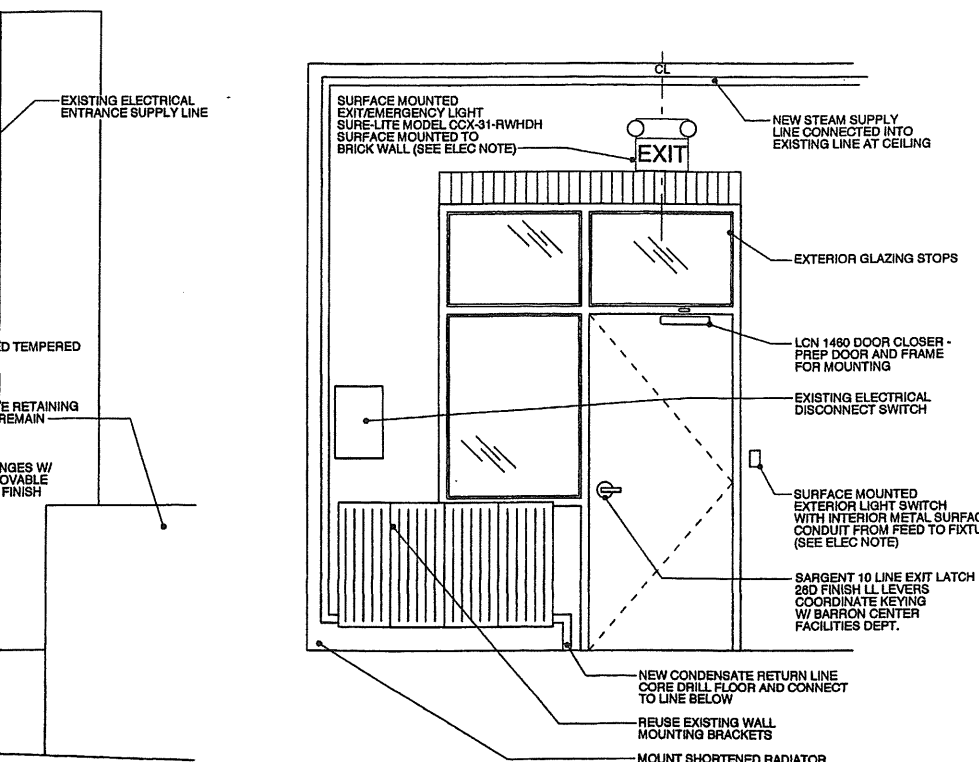 EXISTING ELECTRICAL
ENTRANCE SUPPLY LINE
D TEMPERED
E RETAINING
REMAIN
NGES W/
OVABLE
FINISH
CL
SURFACE MOUNTED
EXIT/EMERGENCY LIGHT
SURE-LITE MODEL CCX-31-RWHDH
SURFACE MOUNTED TO
BRICK WALL (SEE ELEC NOTE)
EXIT
NEW STEAM SUPPLY
LINE CONNECTED INTO
EXISTING LINE AT CEILING
EXTERIOR GLAZING STOPS
LCN 1460 DOOR CLOSER -
PREP DOOR AND FRAME
FOR MOUNTING
EXISTING ELECTRICAL
DISCONNECT SWITCH
SURFACE MOUNTED
EXTERIOR LIGHT SWITCH
WITH INTERIOR METAL SURFAC
CONDUIT FROM FEED TO FIXTU
(SEE ELEC NOTE)
SARGENT 10 LINE EXIT LATCH
26D FINISH LL LEVERS
COORDINATE KEYING
W/ BARRON CENTER
FACILITIES DEPT.
NEW CONDENSATE RETURN LINE
CORE DRILL FLOOR AND CONNECT
TO LINE BELOW
REUSE EXISTING WALL
MOUNTING BRACKETS
MOUNT SHORTENED RADIATOR